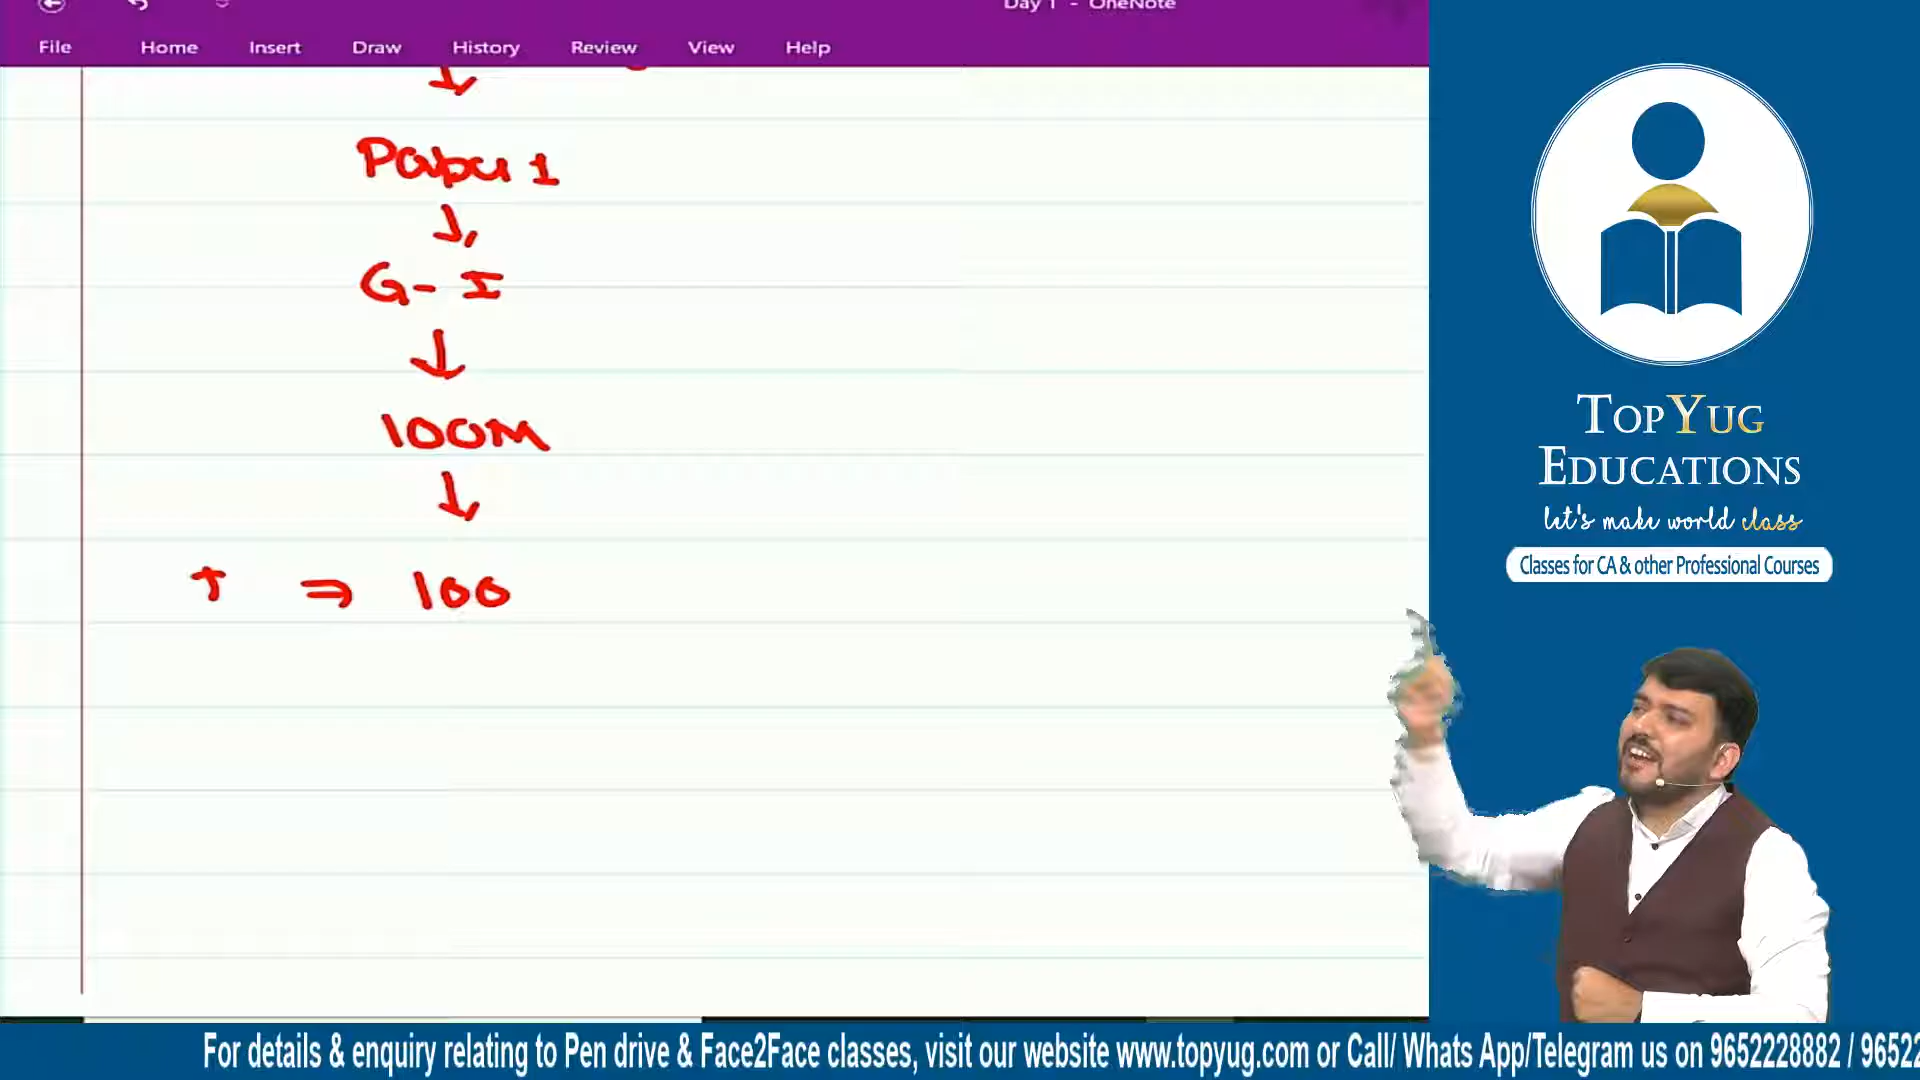 Day 1 - OneNote
File Home Insert Draw History Review View Help
Paper 1
G - I
100M
T ⇒ 100
TOPYUG
EDUCATIONS
let's make world class
Classes for CA & other Professional Courses
For details & enquiry relating to Pen drive & Face2Face classes, visit our website www.topyug.com or Call/ Whats App/Telegram us on 9652228882 / 9652